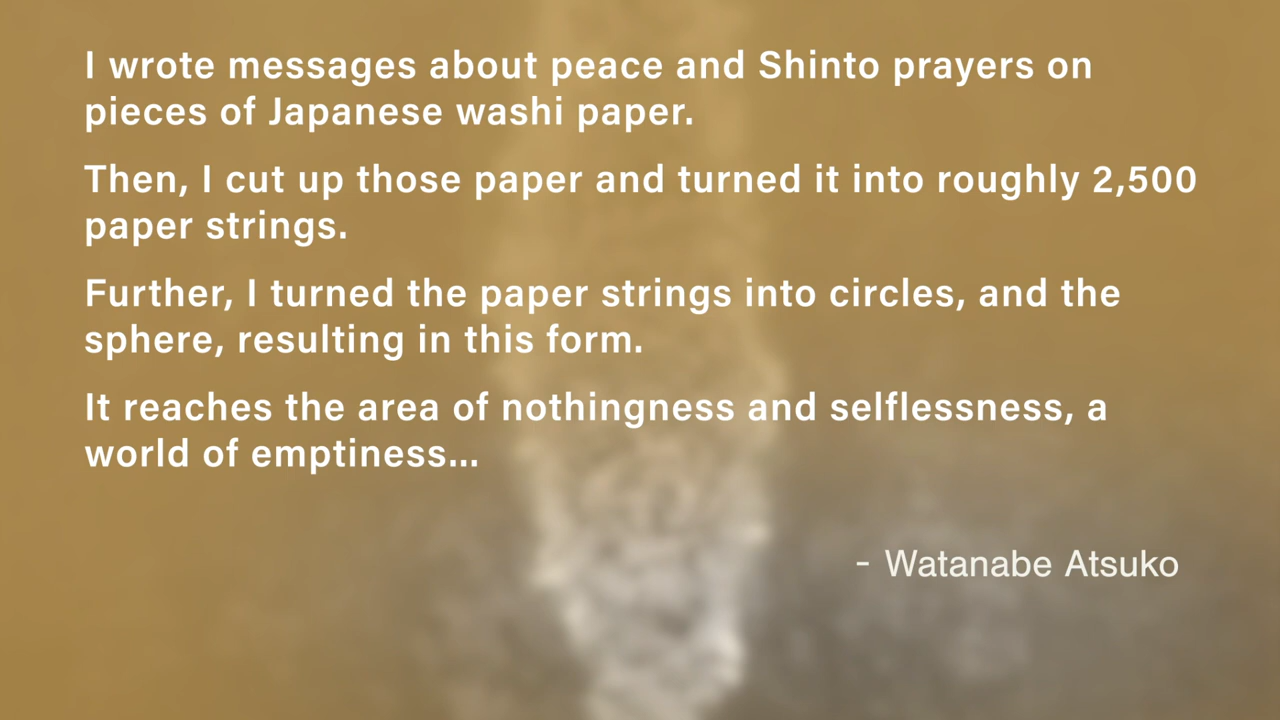 I wrote messages about peace and Shinto prayers on
pieces of Japanese washi paper.
Then, I cut up those paper and turned it into roughly 2,500
paper strings.
Further, I turned the paper strings into circles, and the
sphere, resulting in this form.
It reaches the area of nothingness and selflessness, a
world of emptiness...
- Watanabe Atsuko